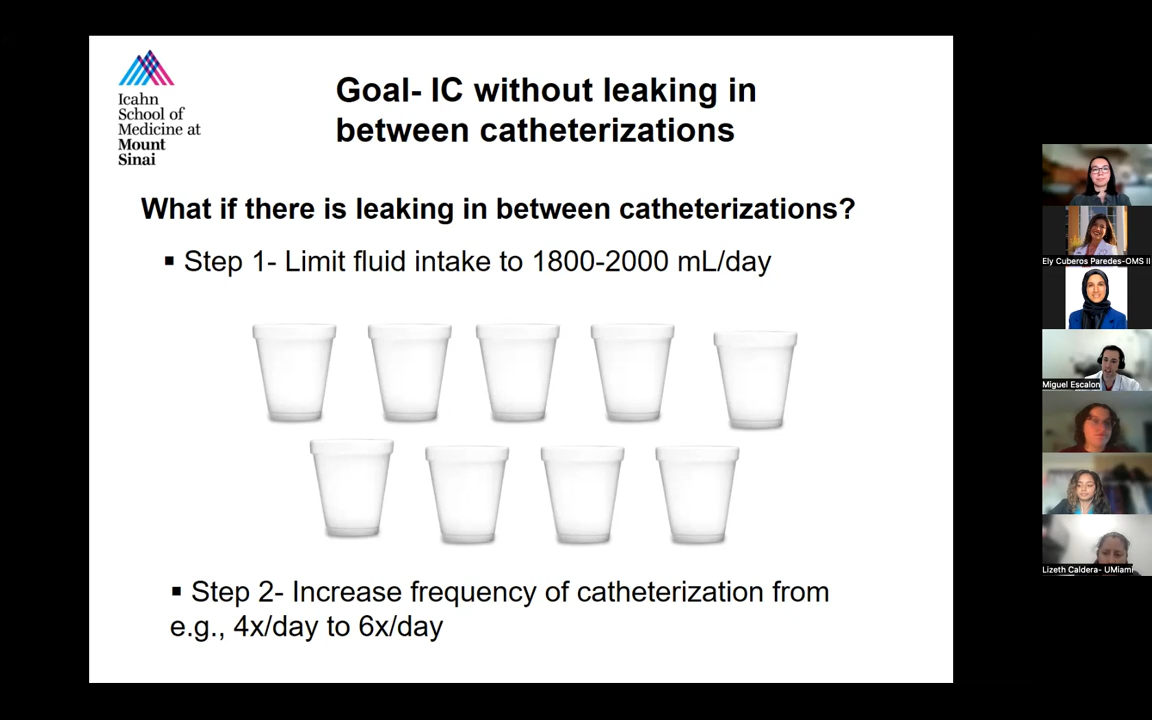 Icahn
School of
Medicine at
Mount
Sinai
Goal- IC without leaking in
between catheterizations
What if there is leaking in between catheterizations?
▪ Step 1- Limit fluid intake to 1800-2000 mL/day
▪ Step 2- Increase frequency of catheterization from
e.g., 4x/day to 6x/day
Ely Cuberos Paredes-OMS II
Miguel Escalon
Lizeth Caldera- UMiami